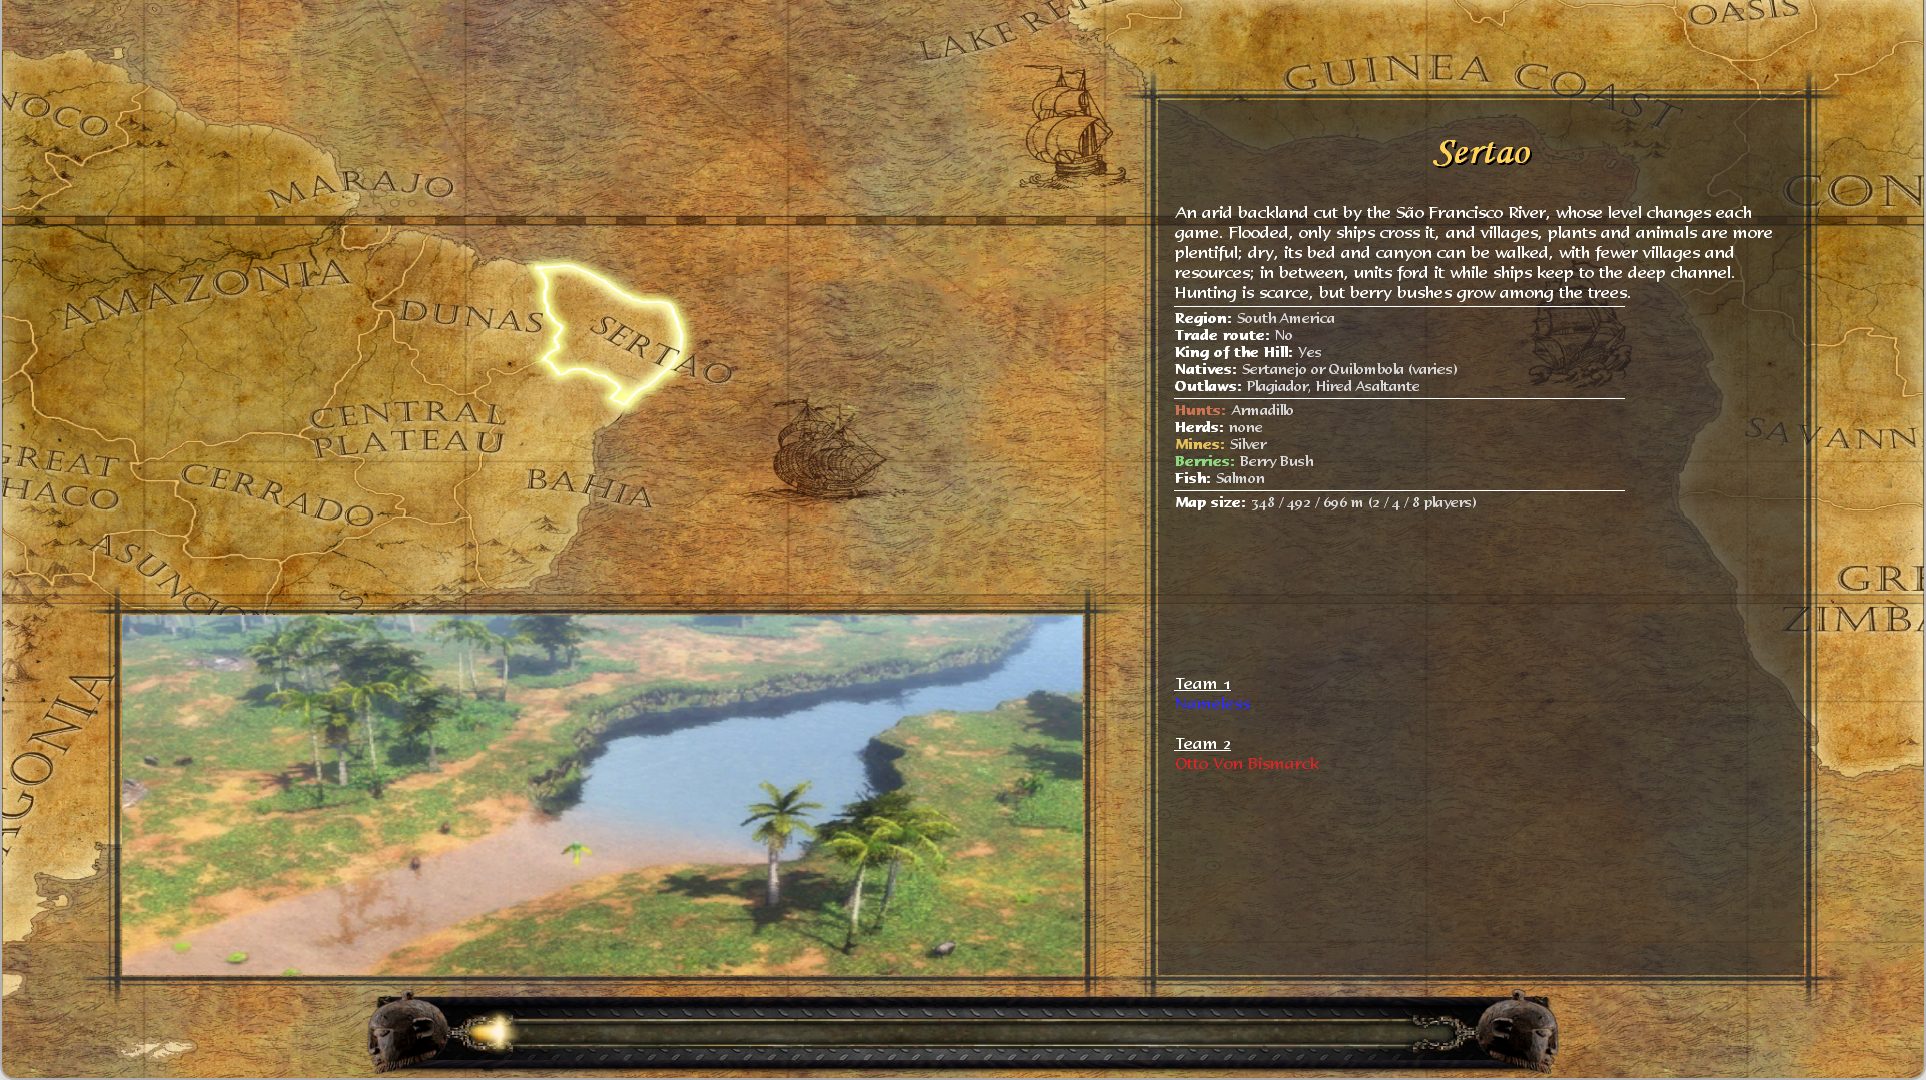 LAKE
OASIS
GUINEA COAST
NOCO
MARAJO
CON
AMAZONIA
DUNAS
SERTAO
CENTRAL
PLATEAU
GREAT
HACO
CERRADO
BAHIA
ASUNCIO
AGONIA
SAVANN
GRE
ZIMBA
Sertao
An arid backland cut by the São Francisco River, whose level changes each
game. Flooded, only ships cross it, and villages, plants and animals are more
plentiful; dry, its bed and canyon can be walked, with fewer villages and
resources; in between, units ford it while ships keep to the deep channel.
Hunting is scarce, but berry bushes grow among the trees.
Region: South America
Trade route: No
King of the Hill: Yes
Natives: Sertanejo or Quilombola (varies)
Outlaws: Plagiador, Hired Asaltante
Hunts: Armadillo
Herds: none
Mines: Silver
Berries: Berry Bush
Fish: Salmon
Map size: 348 / 492 / 696 m (2 / 4 / 8 players)
Team 1
Team 2
Otto Von Bismarck